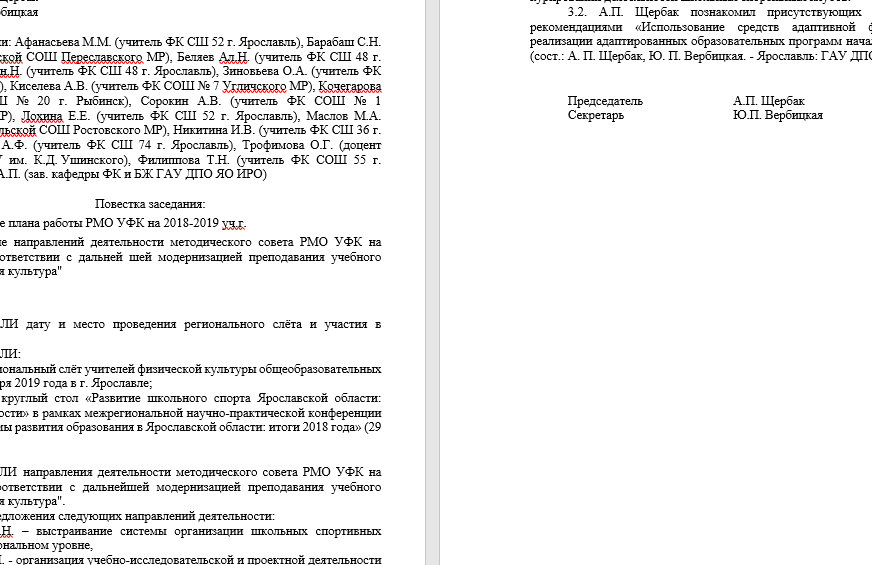 рбицкая
и: Афанасьева М.М. (учитель ФК СШ 52 г. Ярославль), Барабаш С.Н.
ской СОШ Переславского МР), Беляев Ал.Н. (учитель ФК СШ 48 г.
н.Н. (учитель ФК СШ 48 г. Ярославль), Зиновьева О.А. (учитель ФК
), Киселева А.В. (учитель ФК СОШ № 7 Угличского МР), Кочегарова
Ш № 20 г. Рыбинск), Сорокин А.В. (учитель ФК СОШ № 1
МР), Лохина Е.Е. (учитель ФК СШ 52 г. Ярославль), Маслов М.А.
льской СОШ Ростовского МР), Никитина И.В. (учитель ФК СШ 36 г.
А.Ф. (учитель ФК СШ 74 г. Ярославль), Трофимова О.Г. (доцент
У им. К.Д. Ушинского), Филиппова Т.Н. (учитель ФК СОШ 55 г.
А.П. (зав. кафедры ФК и БЖ ГАУ ДПО ЯО ИРО)
Повестка заседания:
е плана работы РМО УФК на 2018-2019 уч.г.
ие направлений деятельности методического совета РМО УФК на
оответствии с дальней шей модернизацией преподавания учебного
я культура"
ЛИ дату и место проведения регионального слёта и участия в
ЛИ:
иональный слёт учителей физической культуры общеобразовательных
ря 2019 года в г. Ярославле;
круглый стол «Развитие школьного спорта Ярославской области:
ости» в рамках межрегиональной научно-практической конференции
мы развития образования в Ярославской области: итоги 2018 года» (29
ЛИ направления деятельности методического совета РМО УФК на
оответствии с дальнейшей модернизацией преподавания учебного
я культура".
едложения следующих направлений деятельности:
.Н. – выстраивание системы организации школьных спортивных
ональном уровне,
І. - организация учебно-исследовательской и проектной деятельности
3.2. А.П. Щербак познакомил присутствующих
рекомендациями «Использование средств адаптивной ф
реализации адаптированных образовательных программ нача
(сост.: А. П. Щербак, Ю. П. Вербицкая. - Ярославль: ГАУ ДПО
Председатель А.П. Щербак
Секретарь Ю.П. Вербицкая